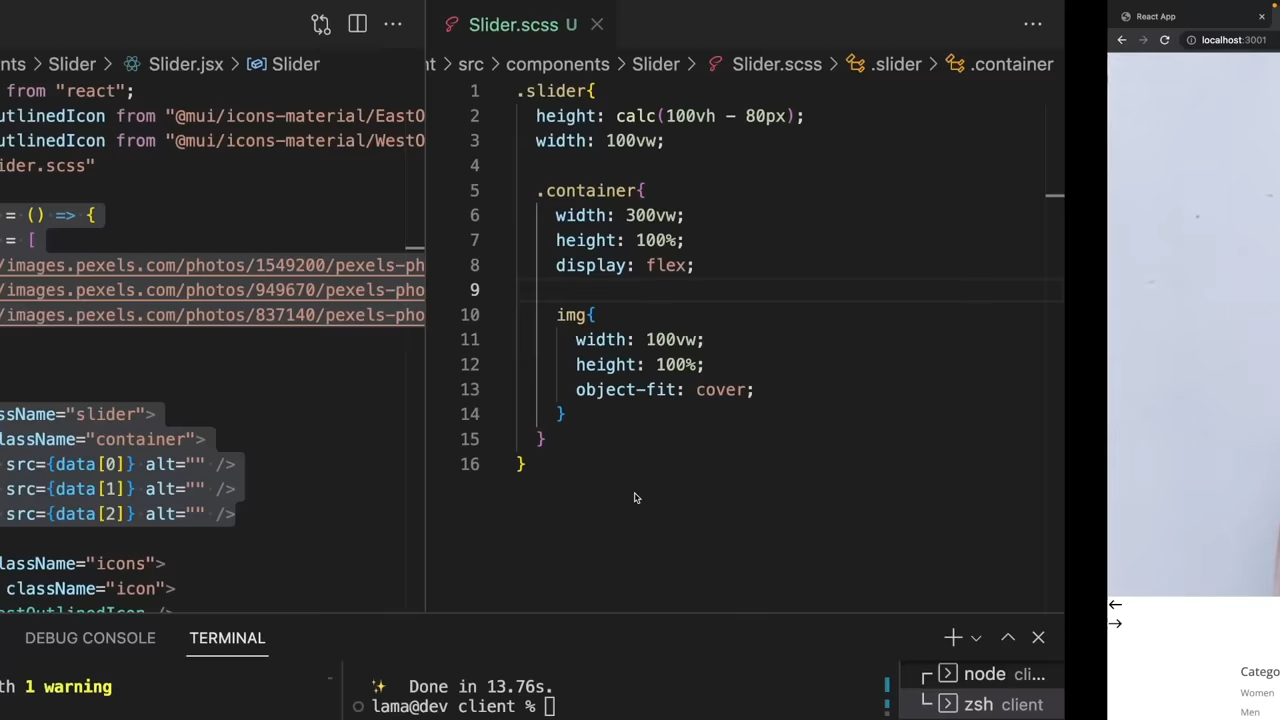 Slider.scss U
nts > Slider > Slider.jsx > Slider
from "react";
utlinedIcon from "@mui/icons-material/EastO
utlinedIcon from "@mui/icons-material/WestO
ider.scss"
= () => {
= [
/images.pexels.com/photos/1549200/pexels-ph
/images.pexels.com/photos/949670/pexels-pho
/images.pexels.com/photos/837140/pexels-pho
ssName="slider">
lassName="container">
src={data[0]} alt="" />
src={data[1]} alt="" />
src={data[2]} alt="" />
lassName="icons">
className="icon">
estOutlinedIcon />
nt > src > components > Slider > Slider.scss > .slider > .container
1 .slider{
2 height: calc(100vh - 80px);
3 width: 100vw;
4
5 .container{
6 width: 300vw;
7 height: 100%;
8 display: flex;
9
10 img{
11 width: 100vw;
12 height: 100%;
13 object-fit: cover;
14 }
15 }
16 }
DEBUG CONSOLE TERMINAL
th 1 warning
✨ Done in 13.76s.
lama@dev client %
node cli...
zsh client
React App
localhost:3001
Catego
Women
Men